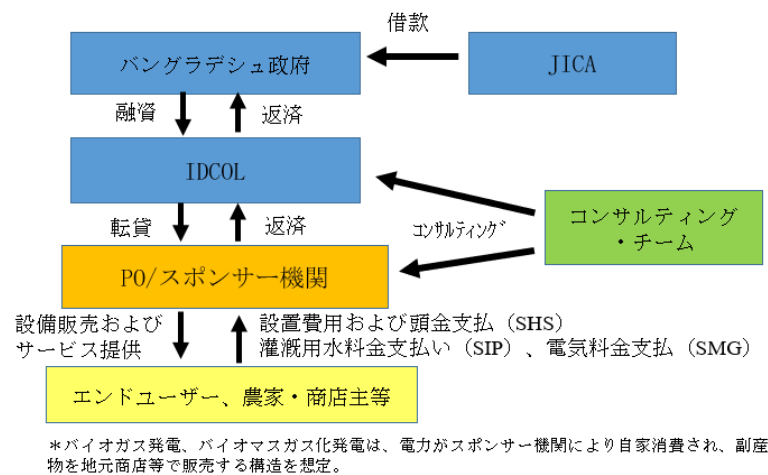 借款
バングラデシュ政府
JICA
融資
返済
IDCOL
転貸
返済
コンサルティング
コンサルティング
・チーム
PO/スポンサー機関
設備販売および
サービス提供
設置費用および頭金支払（SHS）
灌漑用水料金支払い（SIP）、電気料金支払（SMG）
エンドユーザー、農家・商店主等
＊バイオガス発電、バイオマスガス化発電は、電力がスポンサー機関により自家消費され、副産
物を地元商店等で販売する構造を想定。